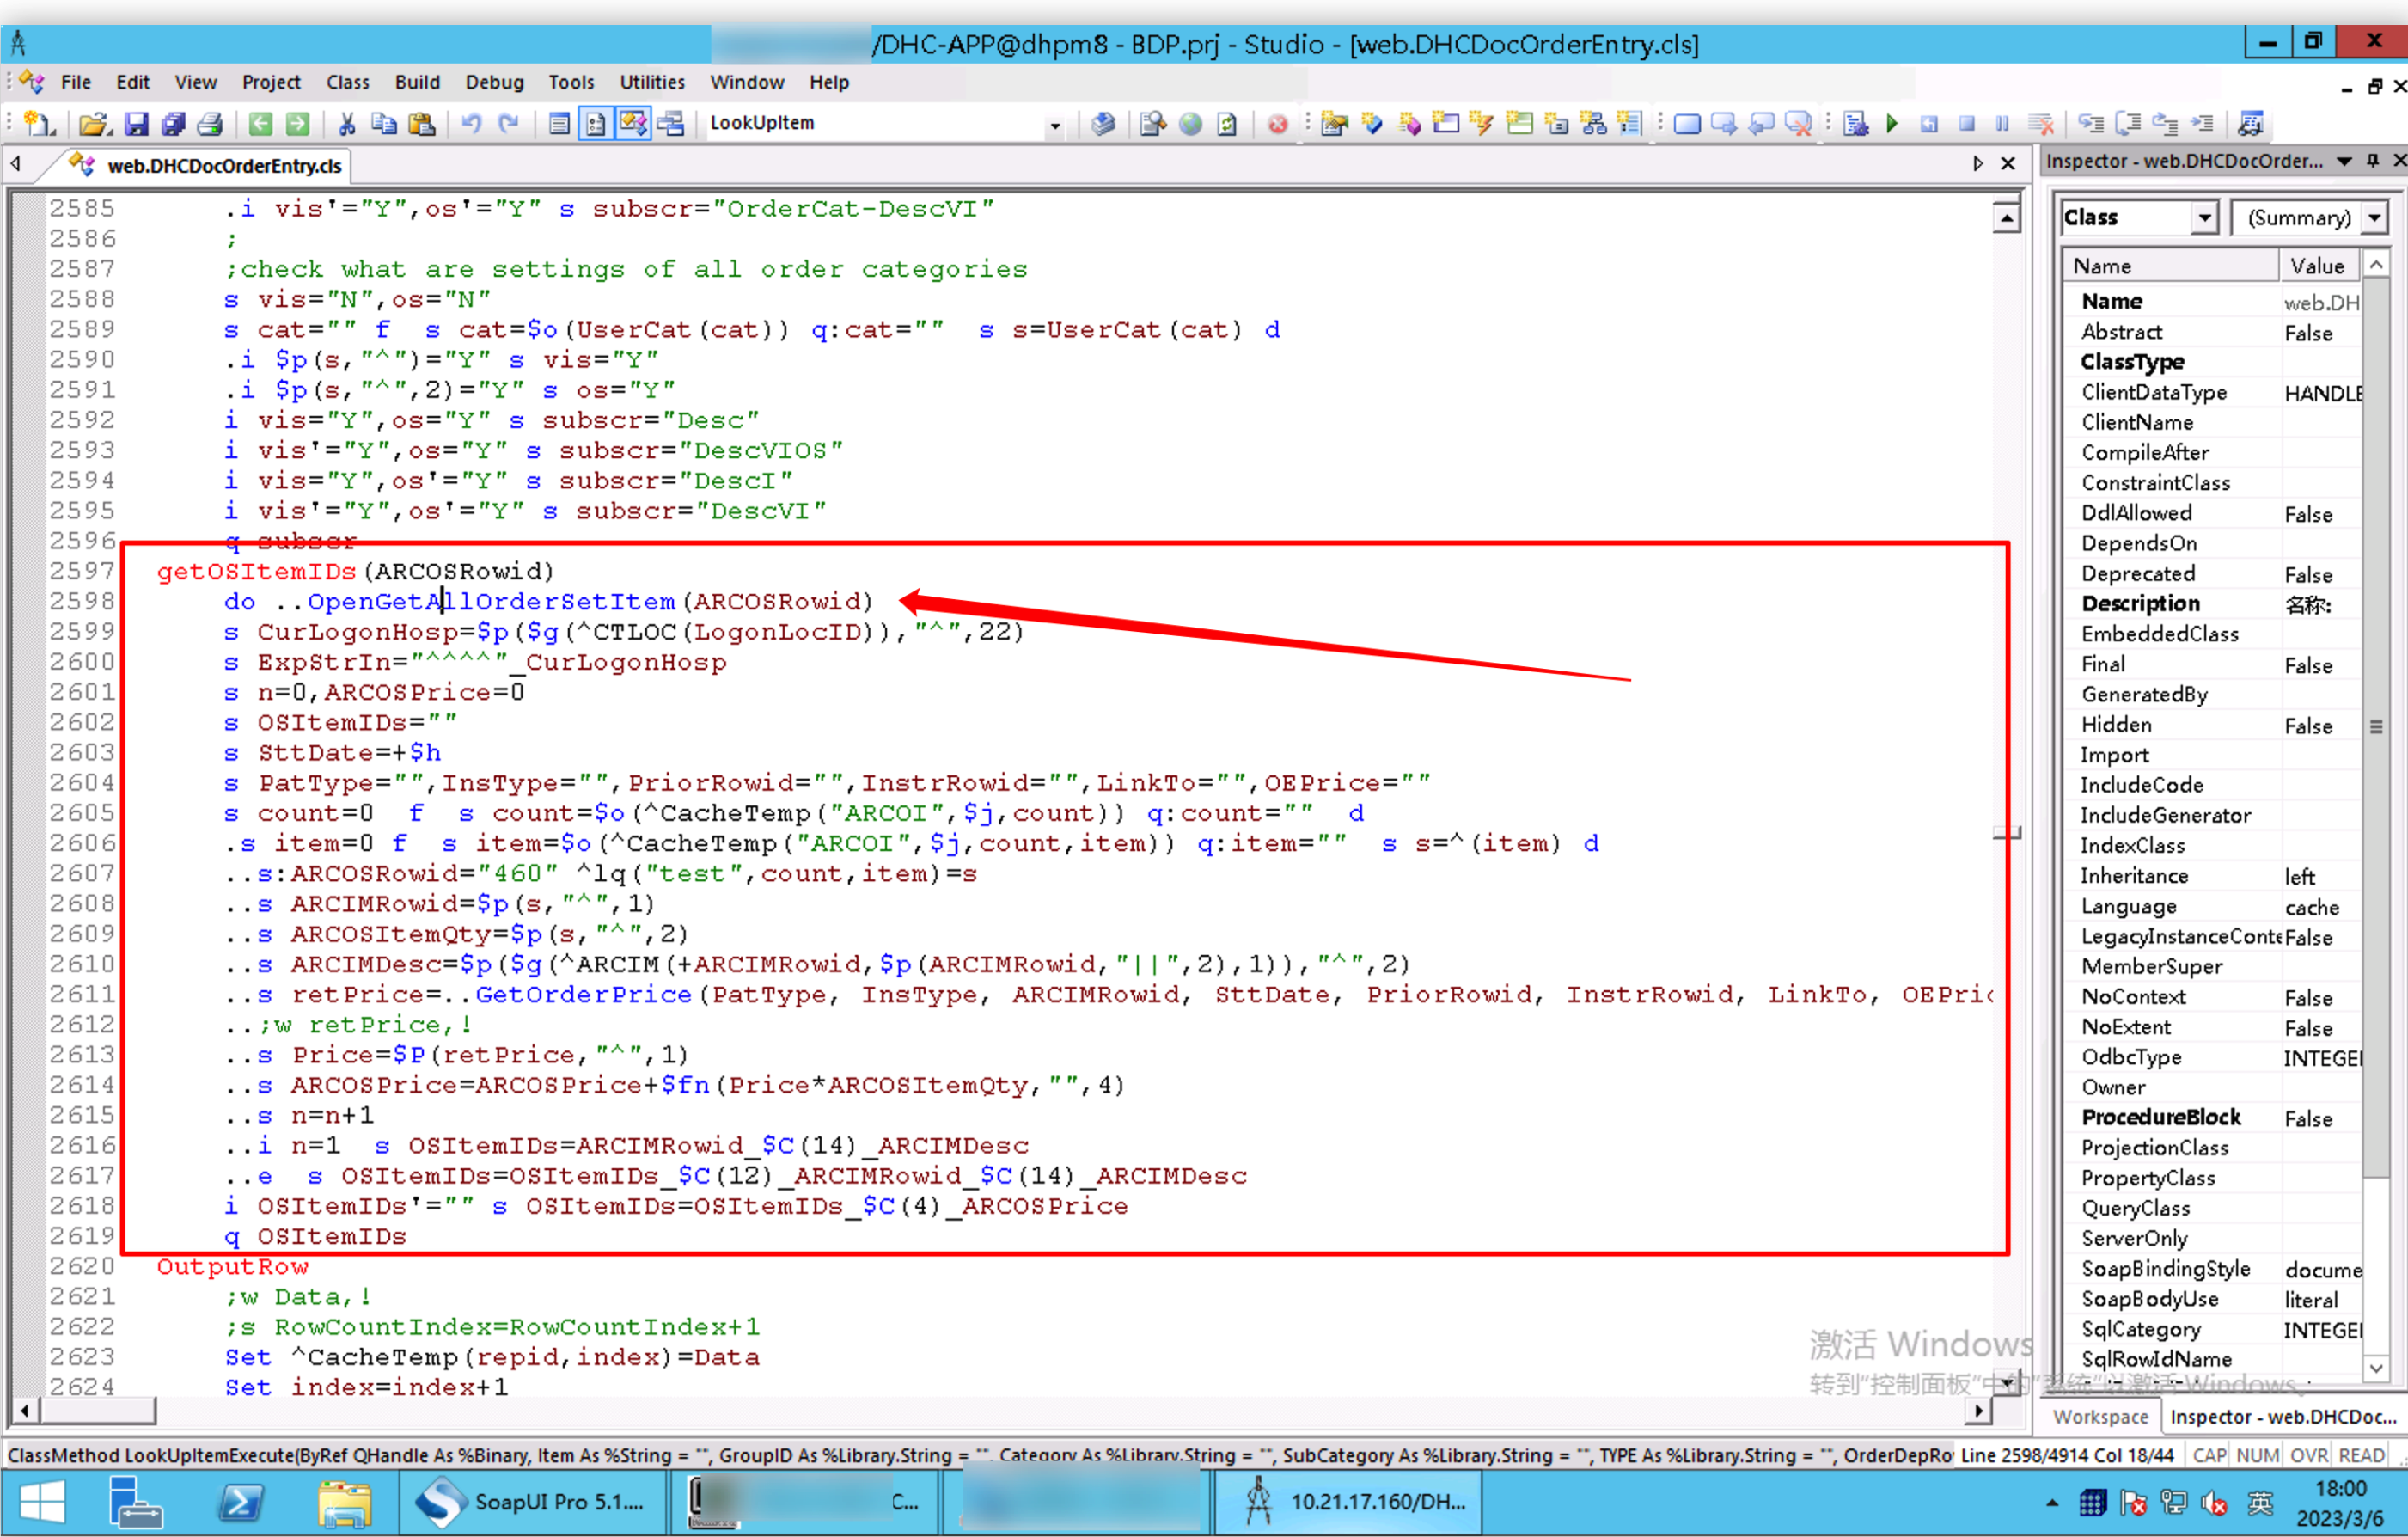 /DHC-APP@dhpm8 - BDP.prj - Studio - [web.DHCDocOrderEntry.cls]
File Edit View Project Class Build Debug Tools Utilities Window Help
LookUpItem
web.DHCDocOrderEntry.cls
2585 .i vis'="Y",os'="Y" s subscr="OrderCat-DescVI"
2586 ;
2587 ;check what are settings of all order categories
2588 s vis="N",os="N"
2589 s cat="" f  s cat=$o(UserCat(cat)) q:cat=""  s s=UserCat(cat) d
2590 .i $p(s,"^")="Y" s vis="Y"
2591 .i $p(s,"^",2)="Y" s os="Y"
2592 i vis="Y",os="Y" s subscr="Desc"
2593 i vis'="Y",os="Y" s subscr="DescVIOS"
2594 i vis="Y",os'="Y" s subscr="DescI"
2595 i vis'="Y",os'="Y" s subscr="DescVI"
2596 q subscr
2597 getOSItemIDs(ARCOSRowid)
2598 do ..OpenGetAllOrderSetItem(ARCOSRowid)
2599 s CurLogonHosp=$p($g(^CTLOC(LogonLocID)),"^",22)
2600 s ExpStrIn="^^^^"_CurLogonHosp
2601 s n=0,ARCOSPrice=0
2602 s OSItemIDs=""
2603 s SttDate=+$h
2604 s PatType="",InsType="",PriorRowid="",InstrRowid="",LinkTo="",OEPrice=""
2605 s count=0  f  s count=$o(^CacheTemp("ARCOI",$j,count)) q:count=""  d
2606 .s item=0 f  s item=$o(^CacheTemp("ARCOI",$j,count,item)) q:item=""  s s=^(item) d
2607 ..s:ARCOSRowid="460" ^lq("test",count,item)=s
2608 ..s ARCIMRowid=$p(s,"^",1)
2609 ..s ARCOSItemQty=$p(s,"^",2)
2610 ..s ARCIMDesc=$p($g(^ARCIM(+ARCIMRowid,$p(ARCIMRowid,"||",2),1)),"^",2)
2611 ..s retPrice=..GetOrderPrice(PatType, InsType, ARCIMRowid, SttDate, PriorRowid, InstrRowid, LinkTo, OEPric
2612 ..;w retPrice,!
2613 ..s Price=$P(retPrice,"^",1)
2614 ..s ARCOSPrice=ARCOSPrice+$fn(Price*ARCOSItemQty,"",4)
2615 ..s n=n+1
2616 ..i n=1  s OSItemIDs=ARCIMRowid_$C(14)_ARCIMDesc
2617 ..e  s OSItemIDs=OSItemIDs_$C(12)_ARCIMRowid_$C(14)_ARCIMDesc
2618 i OSItemIDs'="" s OSItemIDs=OSItemIDs_$C(4)_ARCOSPrice
2619 q OSItemIDs
2620 OutputRow
2621 ;w Data,!
2622 ;s RowCountIndex=RowCountIndex+1
2623 Set ^CacheTemp(repid,index)=Data
2624 Set index=index+1
Inspector - web.DHCDocOrder...
Class (Summary)
Name Value
Name web.DH
Abstract False
ClassType
ClientDataType HANDLE
ClientName
CompileAfter
ConstraintClass
DdlAllowed False
DependsOn
Deprecated False
Description 名称:
EmbeddedClass
Final False
GeneratedBy
Hidden False
Import
IncludeCode
IncludeGenerator
IndexClass
Inheritance left
Language cache
LegacyInstanceConte False
MemberSuper
NoContext False
NoExtent False
OdbcType INTEGEI
Owner
ProcedureBlock False
ProjectionClass
PropertyClass
QueryClass
ServerOnly
SoapBindingStyle docume
SoapBodyUse literal
SqlCategory INTEGEI
SqlRowIdName
激活 Windows
转到"控制面板"中的"系统"以激活 Windows。
Workspace Inspector - web.DHCDoc...
ClassMethod LookUpItemExecute(ByRef QHandle As %Binary, Item As %String = "", GroupID As %Library.String = "", Category As %Library.String = "", SubCategory As %Library.String = "", TYPE As %Library.String = "", OrderDepRo Line 2598/4914 Col 18/44 CAP NUM OVR READ
SoapUI Pro 5.1.... C... 10.21.17.160/DH... 英 18:00
2023/3/6